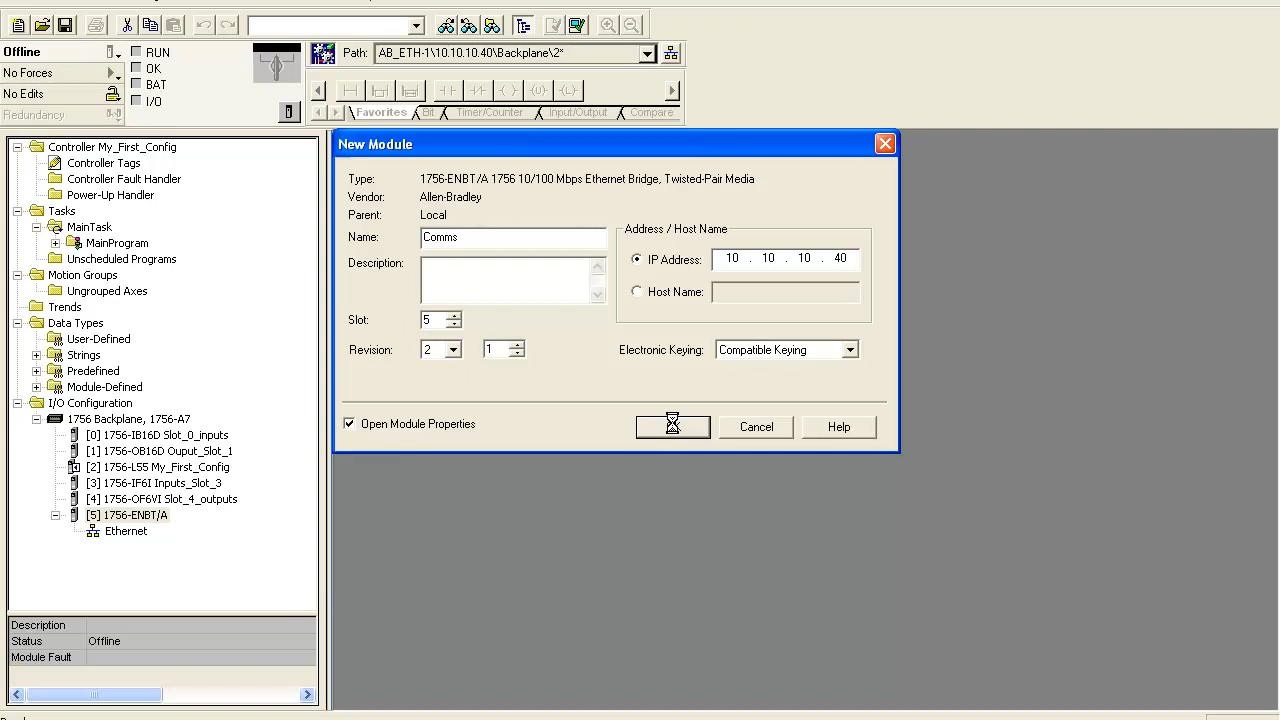 Offline
RUN
Path:
AB_ETH-1\10.10.10.40\Backplane\2*
No Forces
OK
No Edits
BAT
Redundancy
I/O
Favorites
Bit
Timer/Counter
Input/Output
Compare
Controller My_First_Config
Controller Tags
Controller Fault Handler
Power-Up Handler
Tasks
MainTask
MainProgram
Unscheduled Programs
Motion Groups
Ungrouped Axes
Trends
Data Types
User-Defined
Strings
Predefined
Module-Defined
I/O Configuration
1756 Backplane, 1756-A7
[0] 1756-IB16D Slot_0_inputs
[1] 1756-OB16D Ouput_Slot_1
[2] 1756-L55 My_First_Config
[3] 1756-IF6I Inputs_Slot_3
[4] 1756-OF6VI Slot_4_outputs
[5] 1756-ENBT/A
Ethernet
Description
Status Offline
Module Fault
New Module
Type: 1756-ENBT/A 1756 10/100 Mbps Ethernet Bridge, Twisted-Pair Media
Vendor: Allen-Bradley
Parent: Local
Name: Comms
Description:
Slot: 5
Revision: 2 1
Address / Host Name
IP Address: 10 . 10 . 10 . 40
Host Name:
Electronic Keying: Compatible Keying
Open Module Properties
Cancel
Help